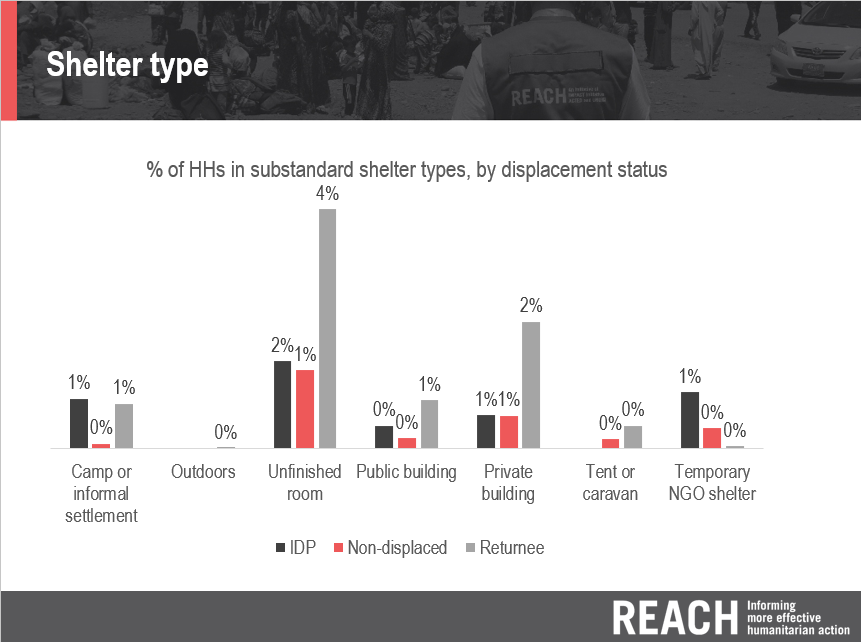 Shelter type
REACH
% of HHs in substandard shelter types, by displacement status
1%
0%
1%
0%
2%
1%
4%
0%
0%
1%
1%
1%
2%
0%
0%
1%
0%
0%
Camp or
informal
settlement
Outdoors
Unfinished
room
Public building
Private
building
Tent or
caravan
Temporary
NGO shelter
IDP
Non-displaced
Returnee
REACH
Informing
more effective
humanitarian action